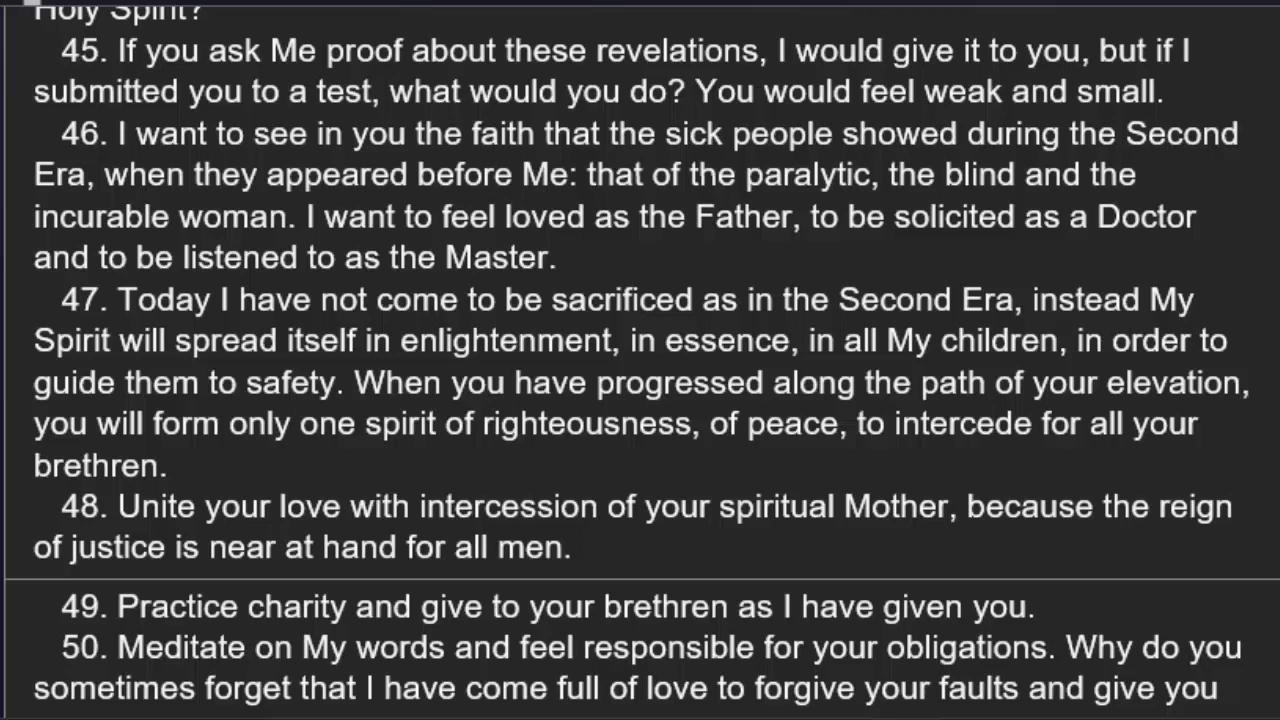 Holy Spirit?
45. If you ask Me proof about these revelations, I would give it to you, but if I
submitted you to a test, what would you do? You would feel weak and small.
46. I want to see in you the faith that the sick people showed during the Second
Era, when they appeared before Me: that of the paralytic, the blind and the
incurable woman. I want to feel loved as the Father, to be solicited as a Doctor
and to be listened to as the Master.
47. Today I have not come to be sacrificed as in the Second Era, instead My
Spirit will spread itself in enlightenment, in essence, in all My children, in order to
guide them to safety. When you have progressed along the path of your elevation,
you will form only one spirit of righteousness, of peace, to intercede for all your
brethren.
48. Unite your love with intercession of your spiritual Mother, because the reign
of justice is near at hand for all men.
49. Practice charity and give to your brethren as I have given you.
50. Meditate on My words and feel responsible for your obligations. Why do you
sometimes forget that I have come full of love to forgive your faults and give you